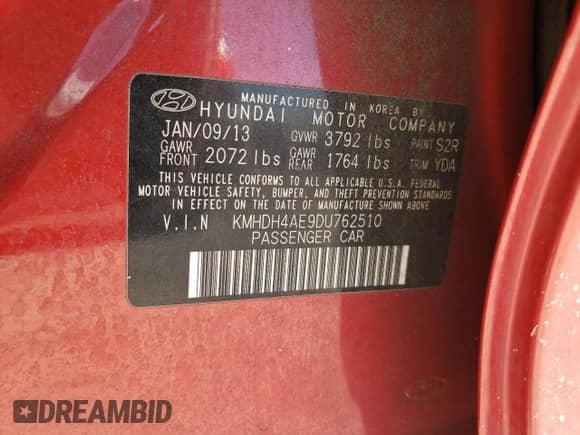 MANUFACTURED IN KOREA BY
HYUNDAI MOTOR COMPANY
JAN/09/13 GVWR 3792 lbs PAINT S2R
GAWR FRONT 2072 lbs GAWR REAR 1764 lbs TRIM YDA
THIS VEHICLE CONFORMS TO ALL APPLICABLE U.S.A. FEDERAL
MOTOR VEHICLE SAFETY, BUMPER, AND THEFT PREVENTION STANDARDS
IN EFFECT ON THE DATE OF MANUFACTURE SHOWN ABOVE.
V.I.N KMHDH4AE9DU762510
PASSENGER CAR
DREAMBID